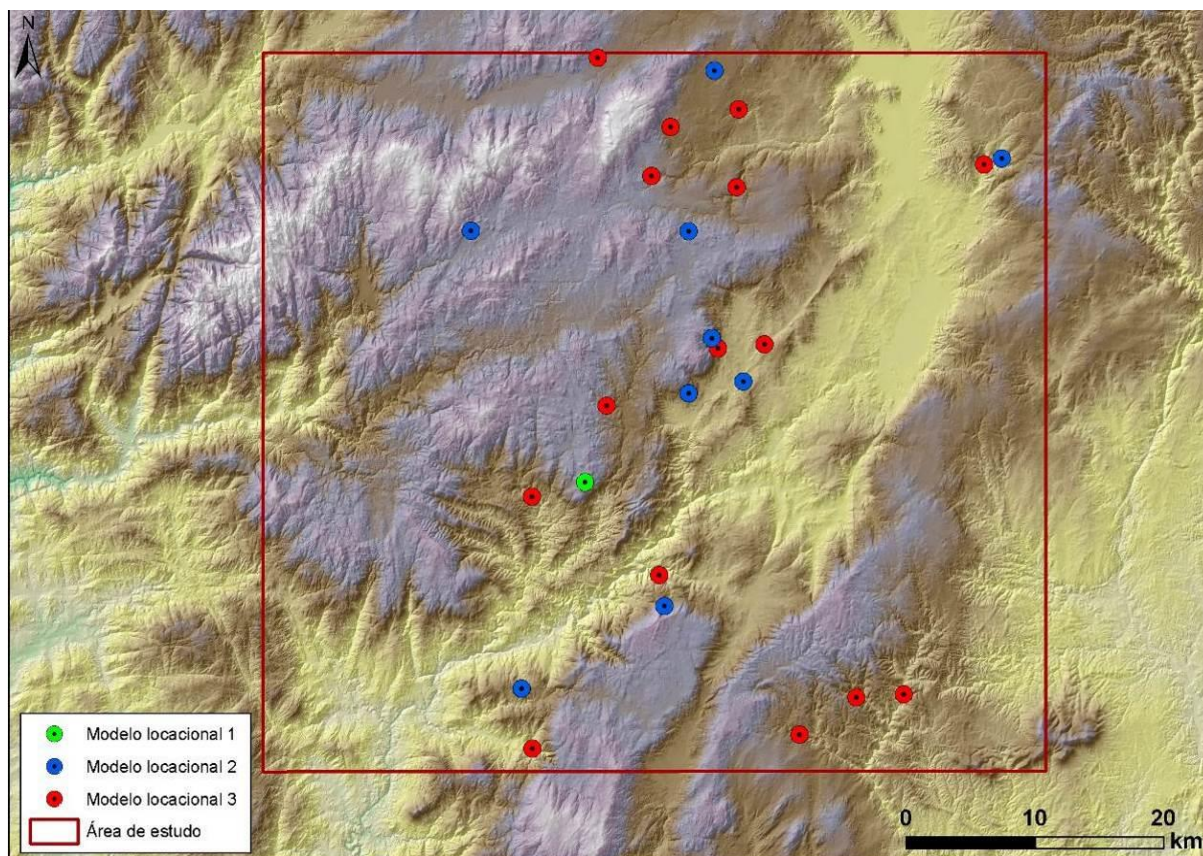 N
Modelo locacional 1
Modelo locacional 2
Modelo locacional 3
Área de estudo
0 10 20
km